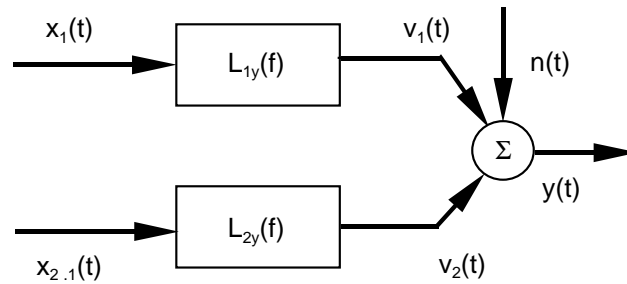 x1(t)
L1y(f)
v1(t)
n(t)
Σ
y(t)
x2.1(t)
L2y(f)
v2(t)